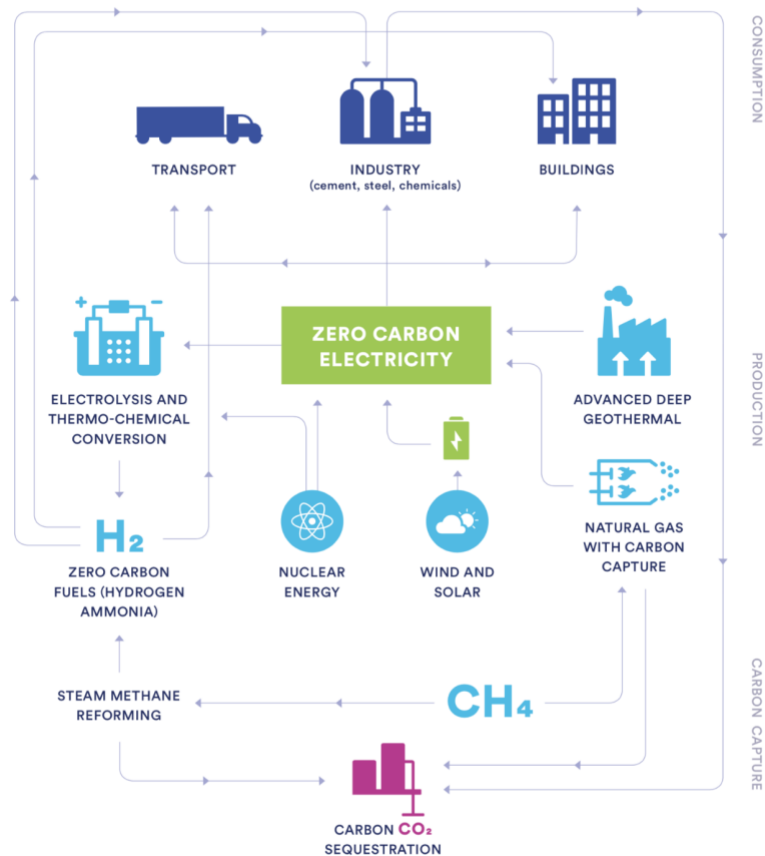 CONSUMPTION
TRANSPORT
INDUSTRY
(cement, steel, chemicals)
BUILDINGS
ZERO CARBON
ELECTRICITY
PRODUCTION
ELECTROLYSIS AND
THERMO-CHEMICAL
CONVERSION
ADVANCED DEEP
GEOTHERMAL
H₂
ZERO CARBON
FUELS (HYDROGEN
AMMONIA)
NUCLEAR
ENERGY
WIND AND
SOLAR
NATURAL GAS
WITH CARBON
CAPTURE
STEAM METHANE
REFORMING
CH₄
CARBON CAPTURE
CARBON CO₂
SEQUESTRATION